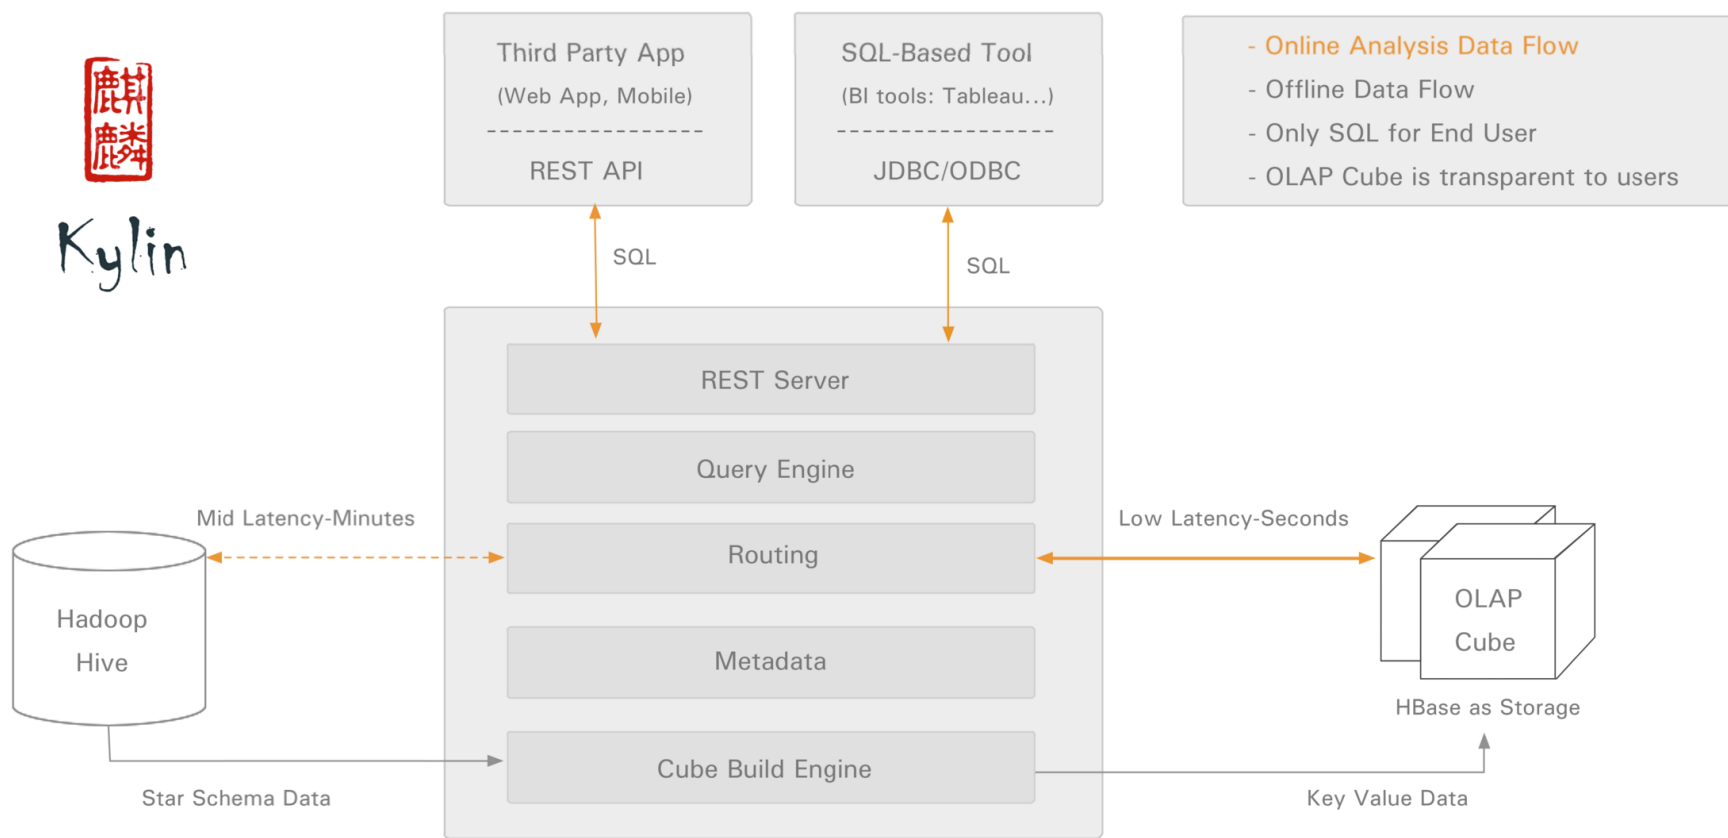 麒
麟
Kylin
Third Party App
(Web App, Mobile)
REST API
SQL-Based Tool
(BI tools: Tableau...)
JDBC/ODBC
- Online Analysis Data Flow
- Offline Data Flow
- Only SQL for End User
- OLAP Cube is transparent to users
SQL
SQL
REST Server
Query Engine
Mid Latency-Minutes
Routing
Low Latency-Seconds
Hadoop
Hive
OLAP
Cube
Metadata
HBase as Storage
Cube Build Engine
Star Schema Data
Key Value Data